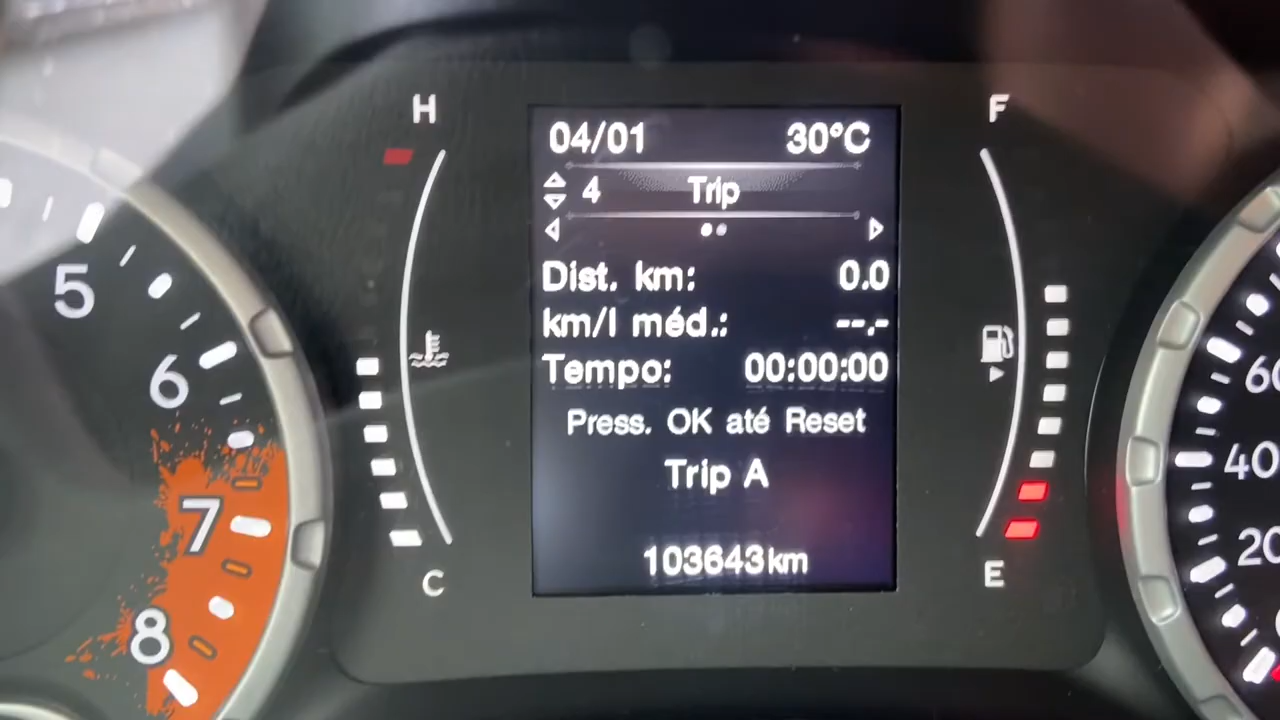 H
F
04/01 30°C
4 Trip
5
Dist. km: 0.0
km/l méd.: --.-
6
Tempo: 00:00:00
60
Press. OK até Reset
40
Trip A
7
20
103643km
C
E
8